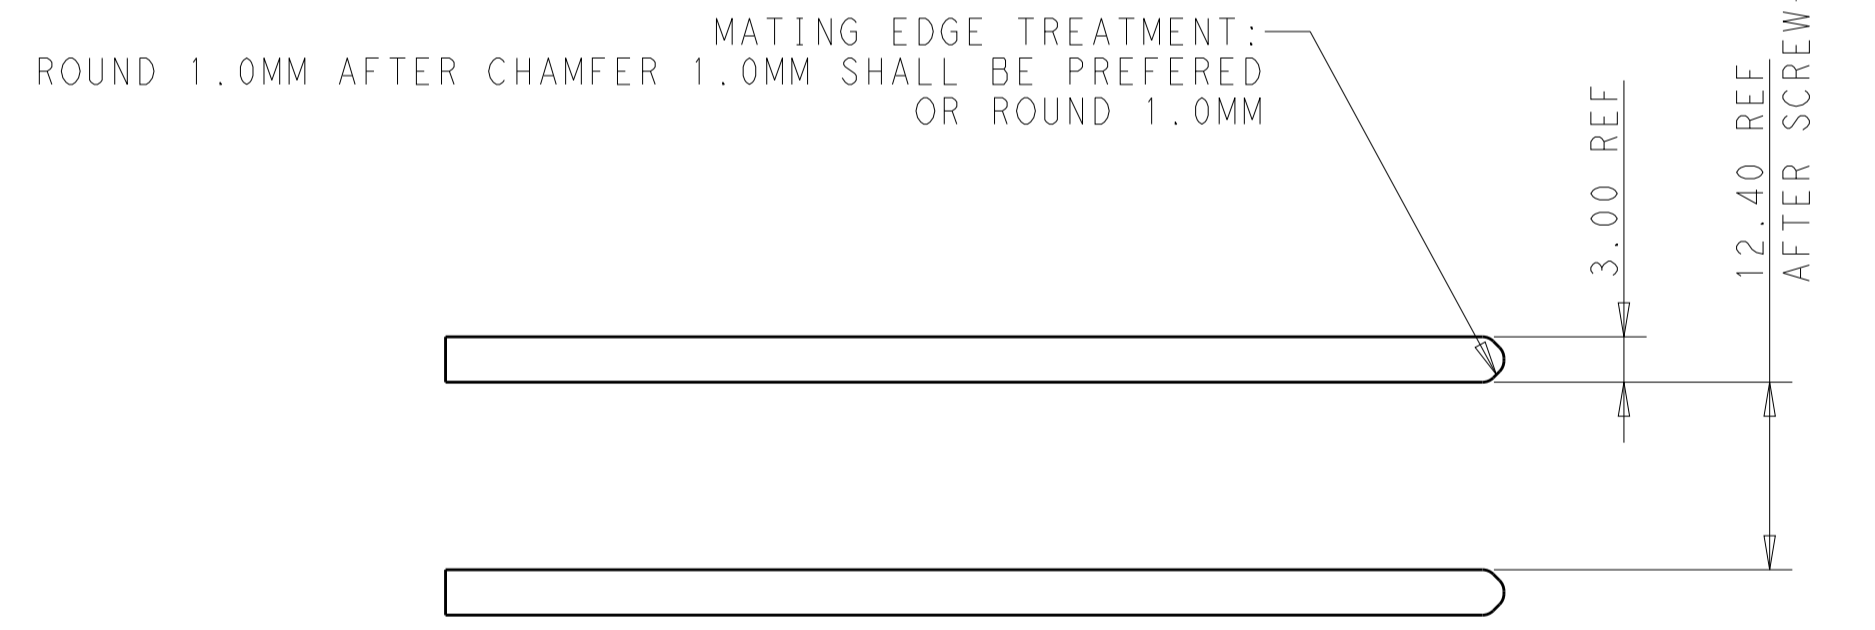 MATING EDGE TREATMENT:
ROUND 1.0MM AFTER CHAMFER 1.0MM SHALL BE PREFERED
OR ROUND 1.0MM
3.00 REF
12.40 REF
AFTER SCREW